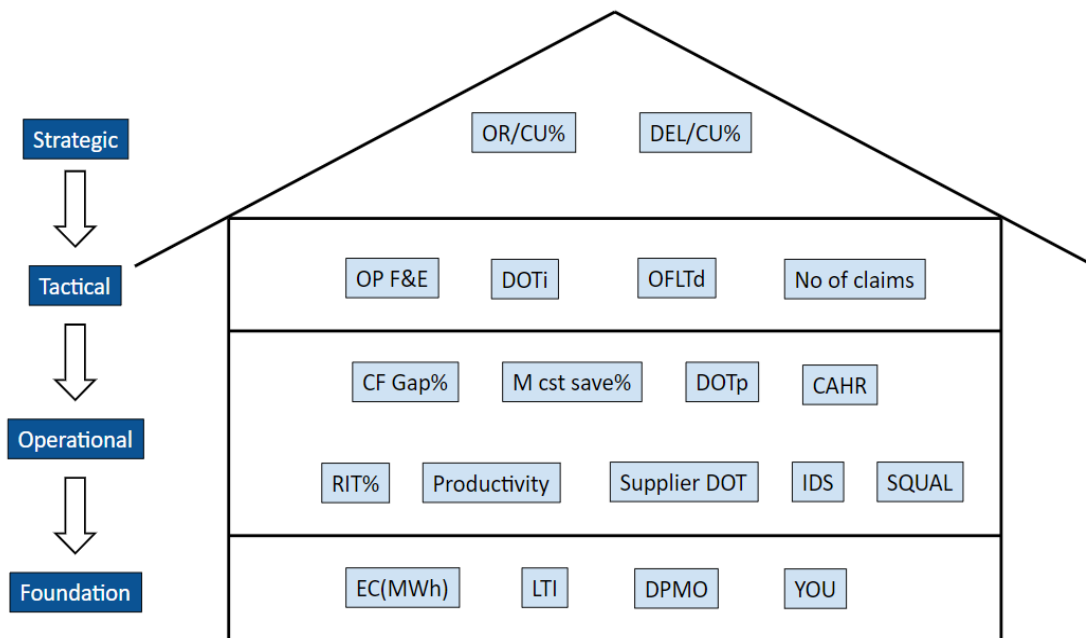 Strategic
OR/CU%
DEL/CU%
Tactical
OP F&E
DOTi
OFLTd
No of claims
CF Gap%
M cst save%
DOTp
CAHR
Operational
RIT%
Productivity
Supplier DOT
IDS
SQUAL
Foundation
EC(MWh)
LTI
DPMO
YOU